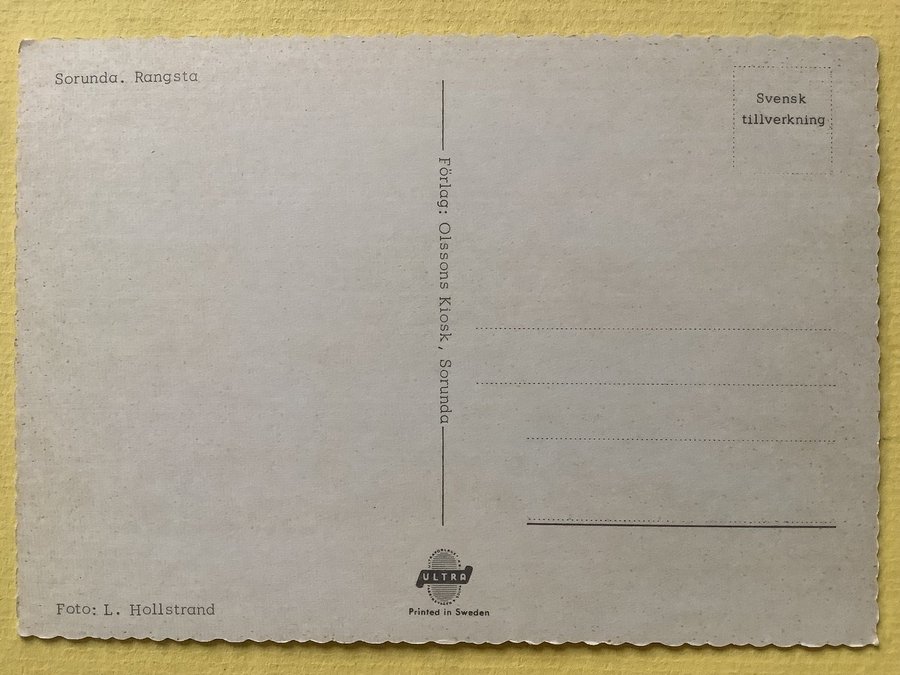 Sorunda. Rangsta
Svensk
tillverkning
Förlag: Olssons Kiosk, Sorunda
Foto: L. Hollstrand
ULTRA
Printed in Sweden